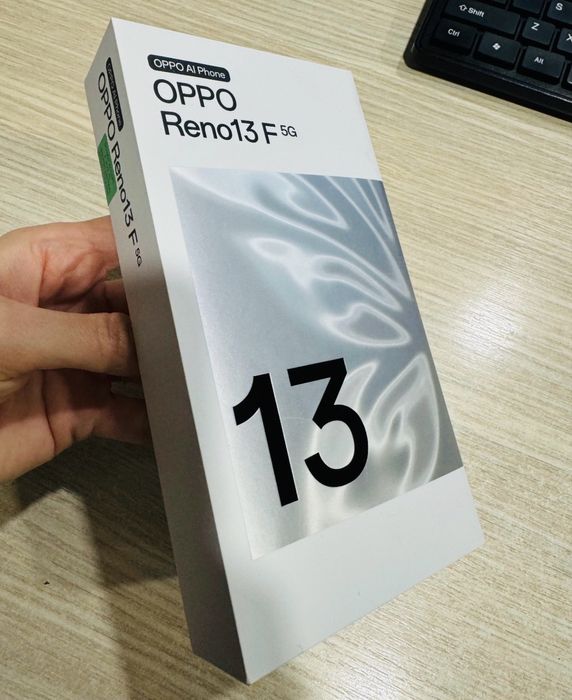 OPPO AI Phone
OPPO
Reno13 F 5G
13
OPPO Reno13 F 5G
Shift
Ctrl
Alt
Z
X
S